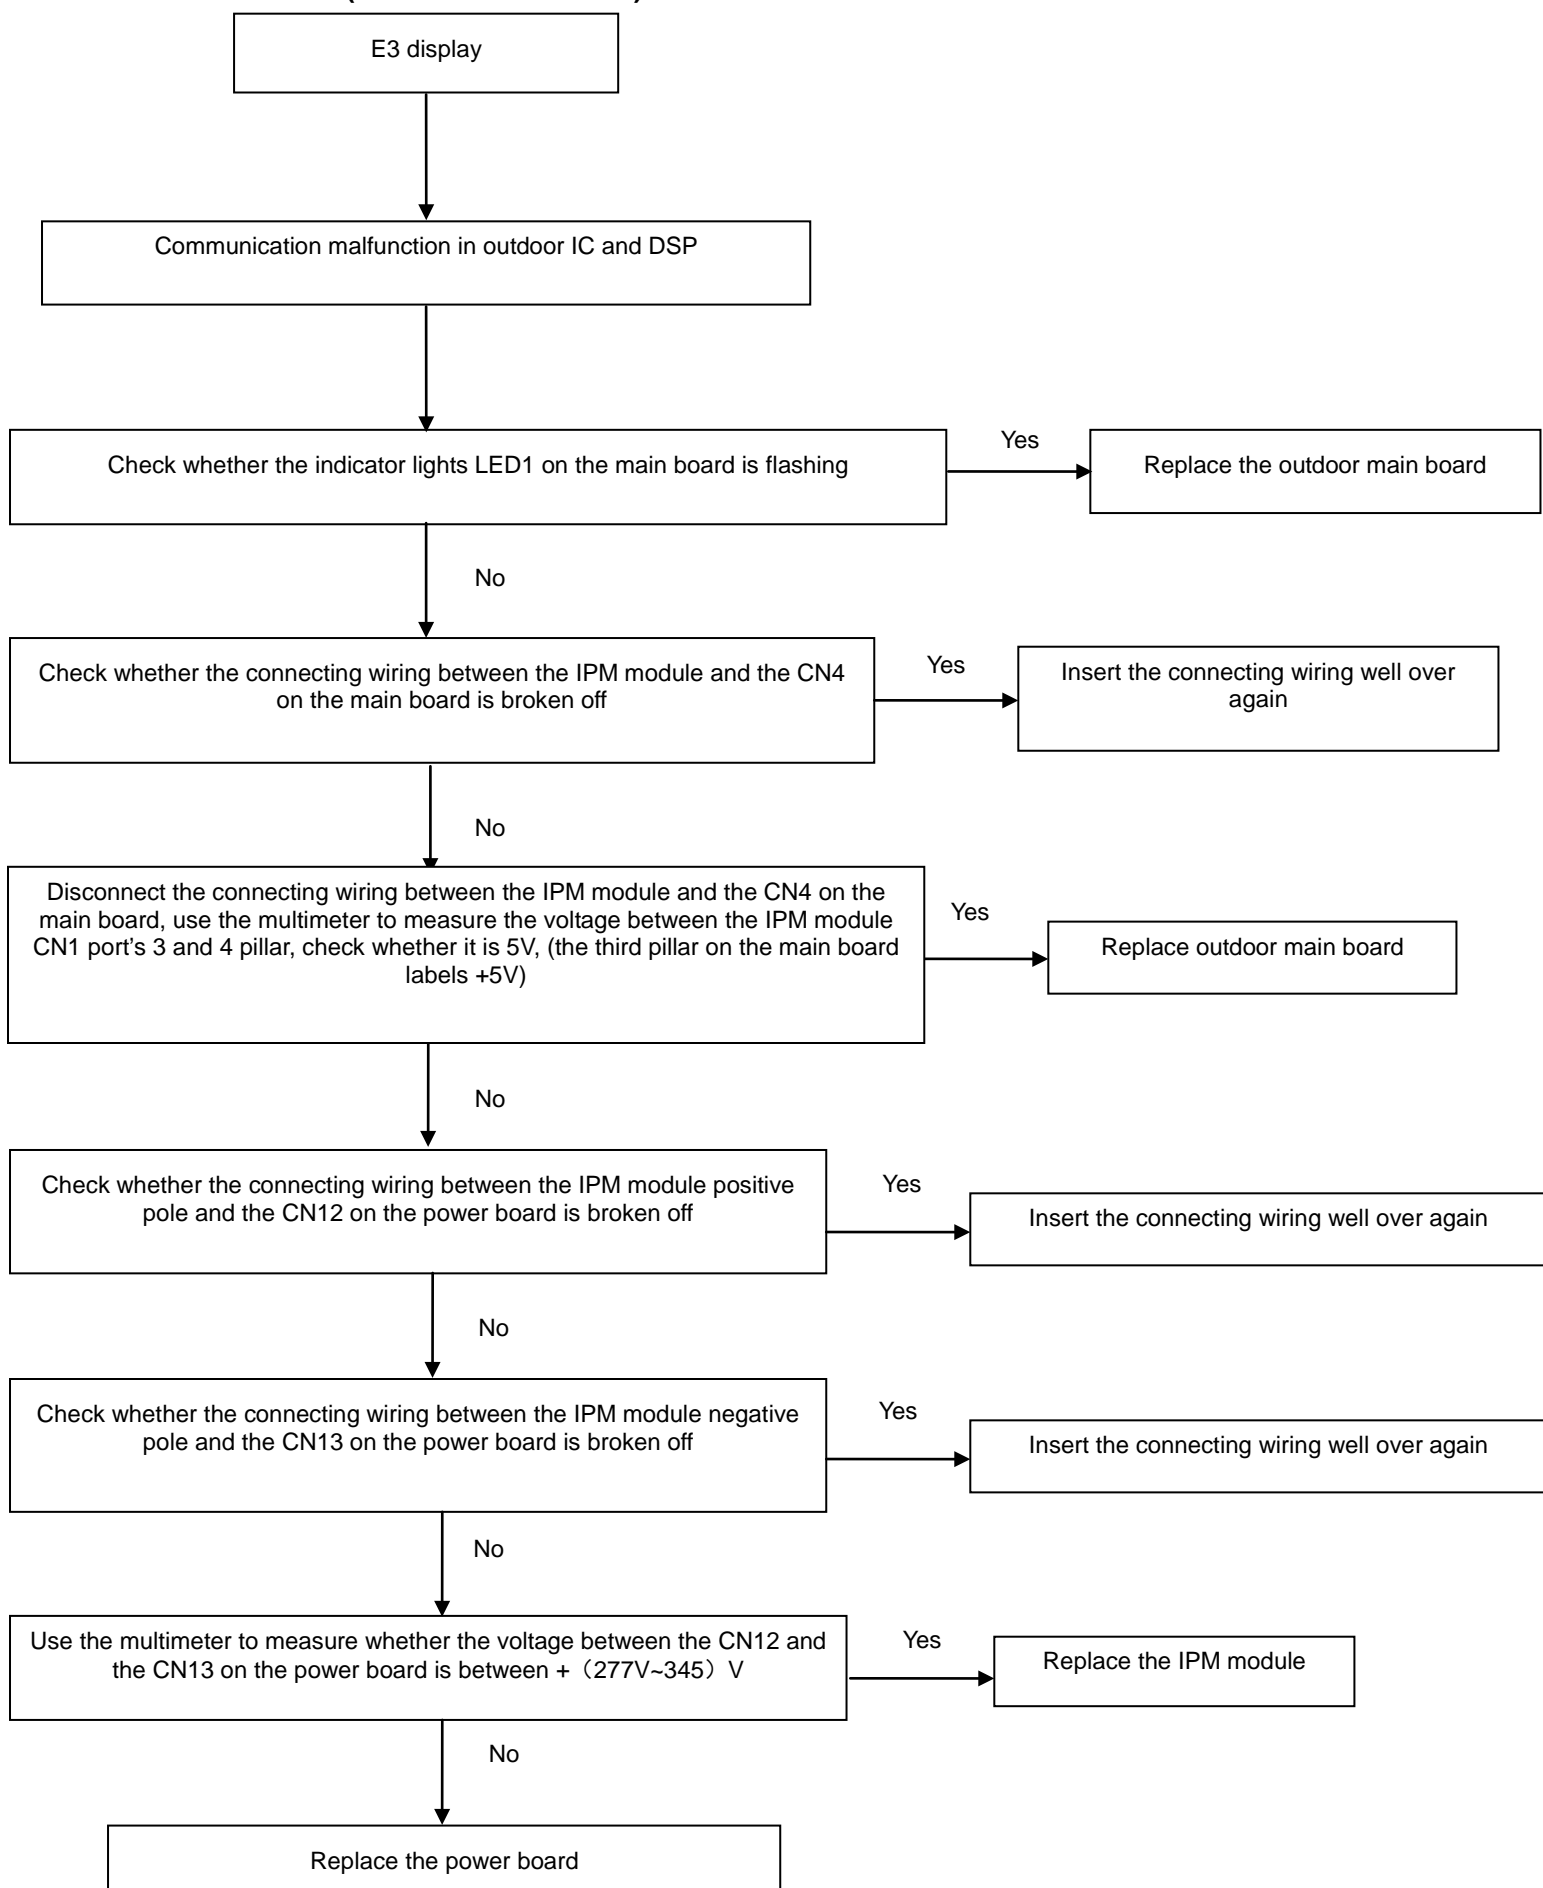 E3 display
Communication malfunction in outdoor IC and DSP
Check whether the indicator lights LED1 on the main board is flashing
Yes
Replace the outdoor main board
No
Check whether the connecting wiring between the IPM module and the CN4
on the main board is broken off
Yes
Insert the connecting wiring well over
again
No
Disconnect the connecting wiring between the IPM module and the CN4 on the
main board, use the multimeter to measure the voltage between the IPM module
CN1 port's 3 and 4 pillar, check whether it is 5V, (the third pillar on the main board
labels +5V)
Yes
Replace outdoor main board
No
Check whether the connecting wiring between the IPM module positive
pole and the CN12 on the power board is broken off
Yes
Insert the connecting wiring well over again
No
Check whether the connecting wiring between the IPM module negative
pole and the CN13 on the power board is broken off
Yes
Insert the connecting wiring well over again
No
Use the multimeter to measure whether the voltage between the CN12 and
the CN13 on the power board is between +（277V~345）V
Yes
Replace the IPM module
No
Replace the power board